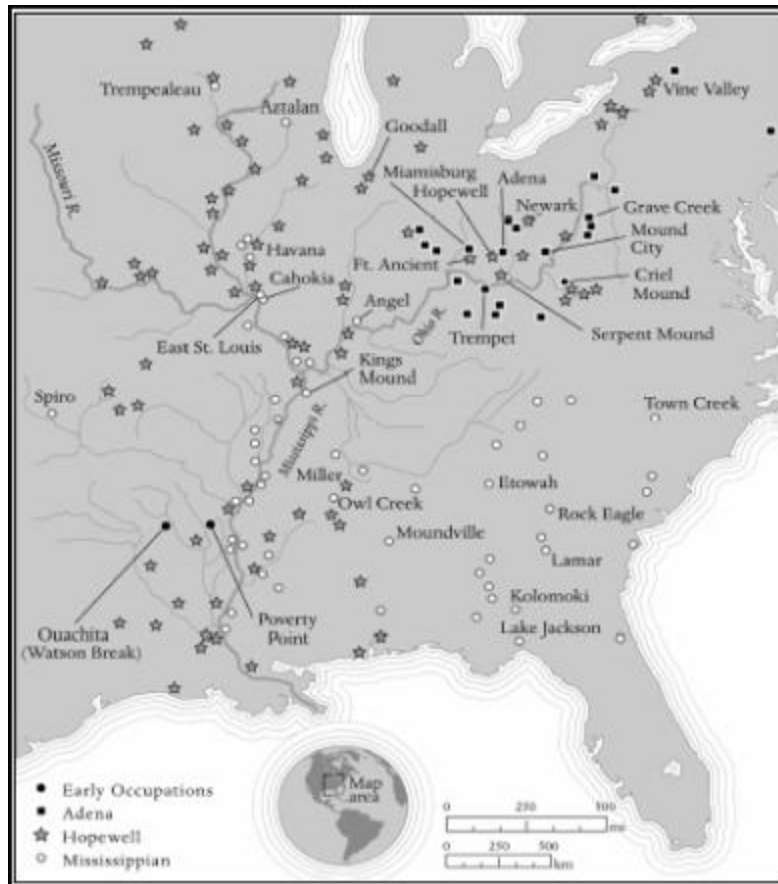 Trempealeau
Aztalan
Vine Valley
Goodall
Miamisburg
Hopewell
Adena
Newark
Grave Creek
Mound
City
Missouri R.
Havana
Ft. Ancient
Cahokia
Criel
Mound
Angel
Ohio R.
East St. Louis
Trempet
Serpent Mound
Kings
Mound
Spiro
Town Creek
Mississippi R.
Miller
Etowah
Owl Creek
Rock Eagle
Moundville
Lamar
Kolomoki
Poverty
Point
Ouachita
(Watson Break)
Lake Jackson
Early Occupations
Adena
Hopewell
Mississippian
Map
area
0 250 500
mi
0 250 500
km